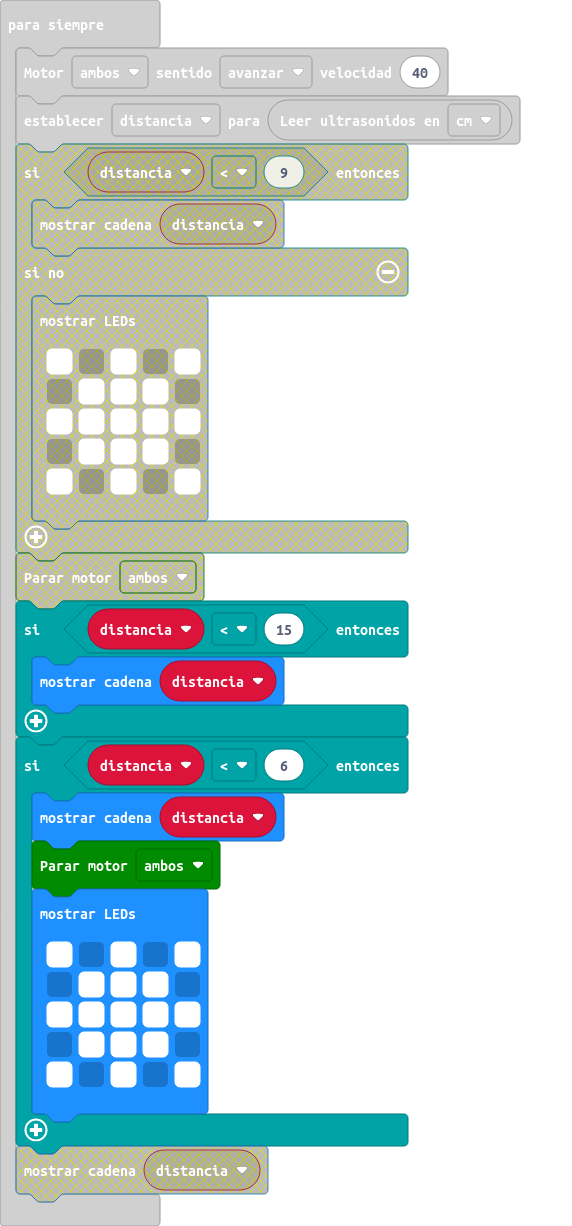 para siempre
Motor ambos sentido avanzar velocidad 40
establecer distancia para Leer ultrasonidos en cm
si distancia < 9 entonces
mostrar cadena distancia
si no
mostrar LEDs
Parar motor ambos
si distancia < 15 entonces
mostrar cadena distancia
si distancia < 6 entonces
mostrar cadena distancia
Parar motor ambos
mostrar LEDs
mostrar cadena distancia